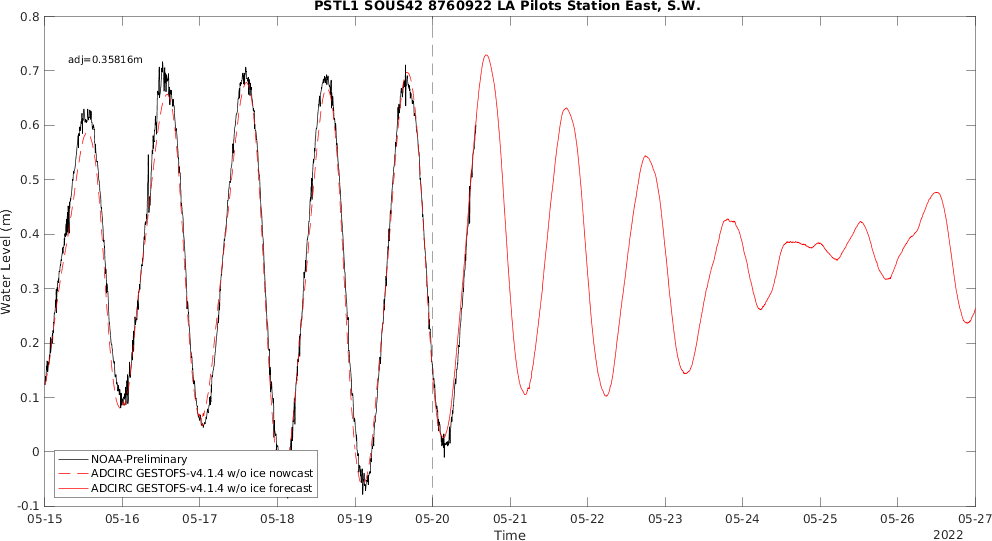 PSTL1 SOUS42 8760922 LA Pilots Station East, S.W.
adj=0.35816m
Water Level (m)
0.8
0.7
0.6
0.5
0.4
0.3
0.2
0.1
0
-0.1
NOAA-Preliminary
ADCIRC GESTOFS-v4.1.4 w/o ice nowcast
ADCIRC GESTOFS-v4.1.4 w/o ice forecast
05-15 05-16 05-17 05-18 05-19 05-20 05-21 05-22 05-23 05-24 05-25 05-26 05-27
Time
2022